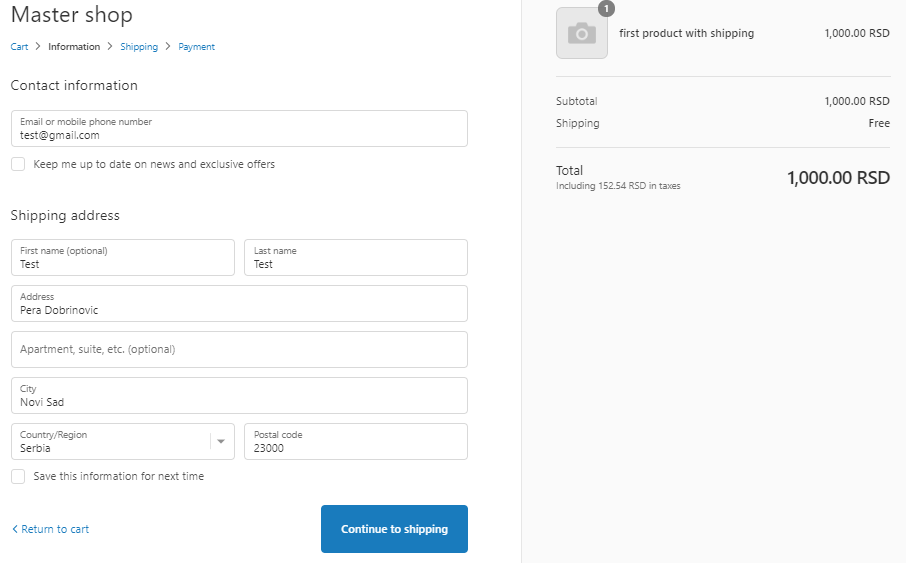 Master shop
Cart > Information > Shipping > Payment
Contact information
Email or mobile phone number
test@gmail.com
Keep me up to date on news and exclusive offers
Shipping address
First name (optional)
Test
Last name
Test
Address
Pera Dobrinovic
Apartment, suite, etc. (optional)
City
Novi Sad
Country/Region
Serbia
Postal code
23000
Save this information for next time
< Return to cart
Continue to shipping
1
first product with shipping 1,000.00 RSD
Subtotal 1,000.00 RSD
Shipping Free
Total 1,000.00 RSD
Including 152.54 RSD in taxes